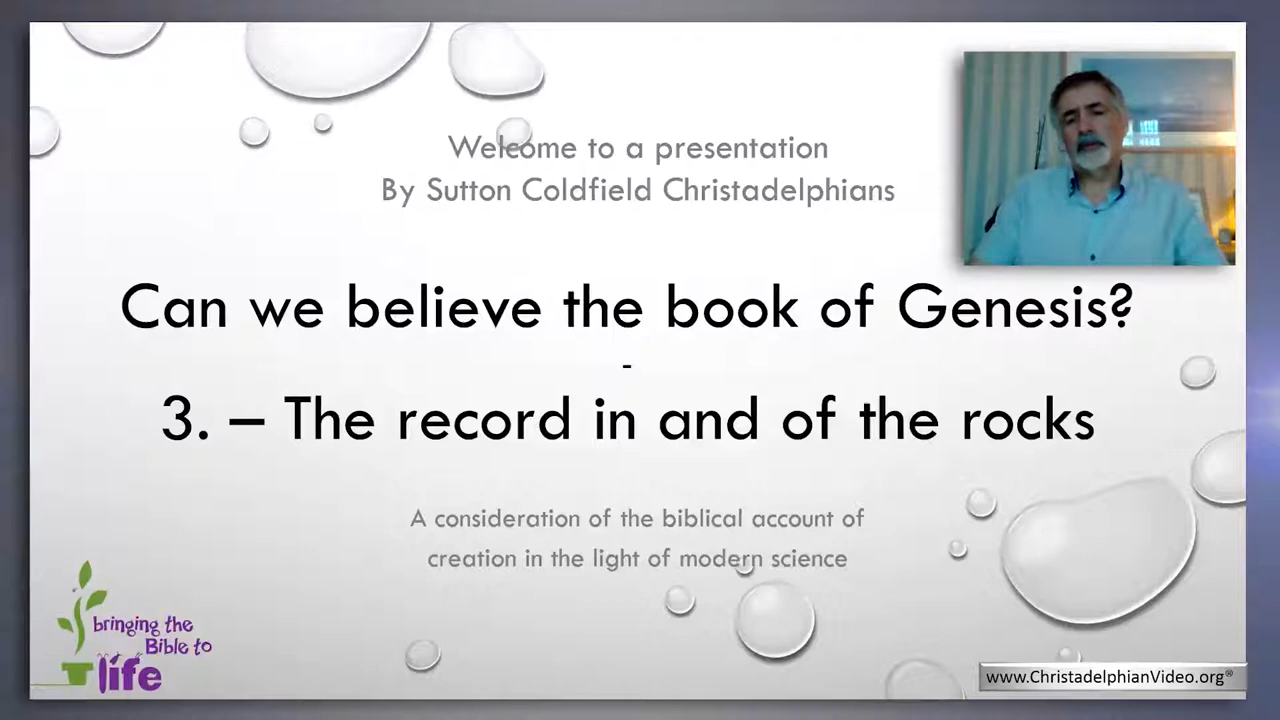 Welcome to a presentation
By Sutton Coldfield Christadelphians
Can we believe the book of Genesis?
-
3. – The record in and of the rocks
A consideration of the biblical account of
creation in the light of modern science
bringing the
Bible to
life
www.ChristadelphianVideo.org®